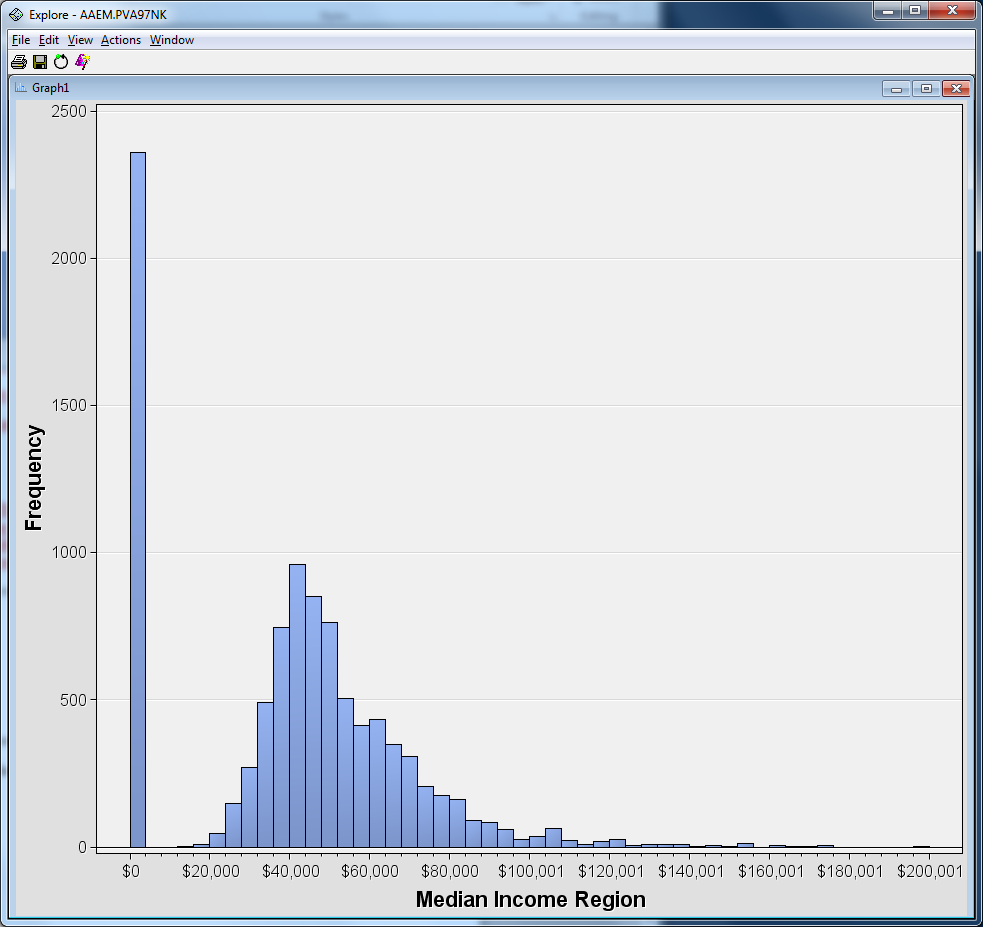 Explore - AAEM.PVA97NK
File Edit View Actions Window
Graph1
2500
2000
1500
1000
500
0
Frequency
$0 $20,000 $40,000 $60,000 $80,000 $100,001 $120,001 $140,001 $160,001 $180,001 $200,001
Median Income Region